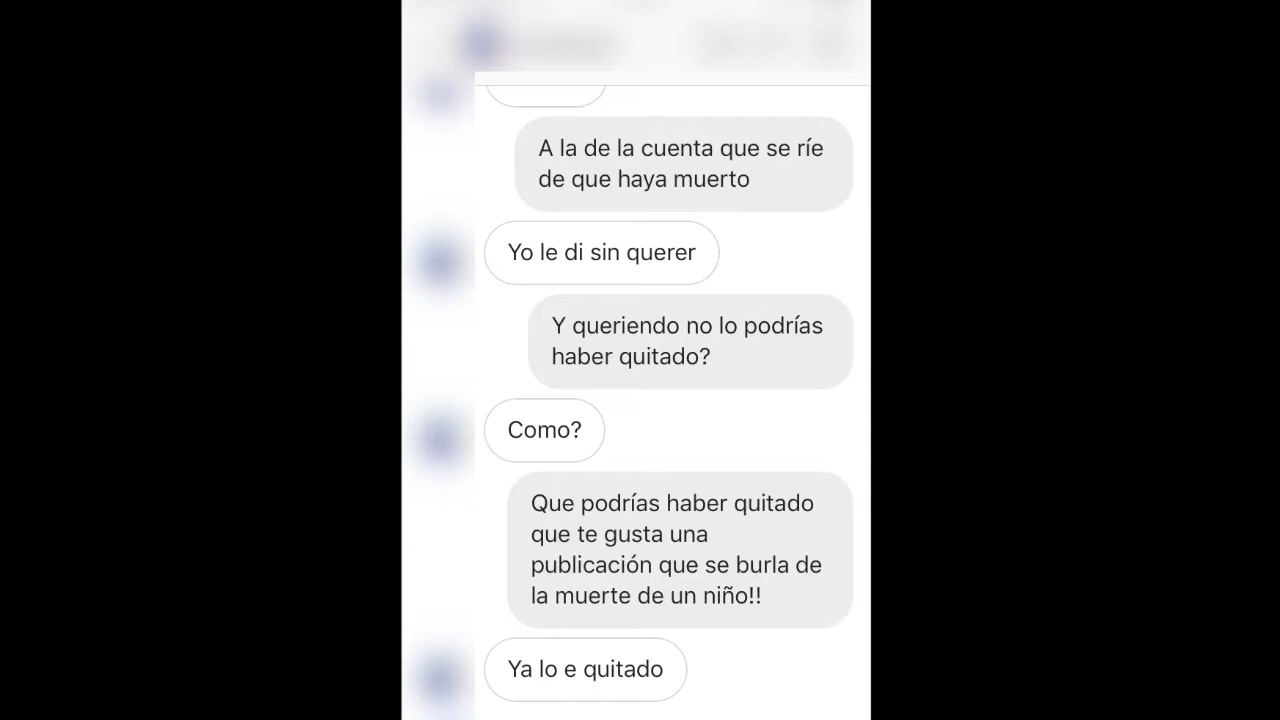 A la de la cuenta que se ríe
de que haya muerto
Yo le di sin querer
Y queriendo no lo podrías
haber quitado?
Como?
Que podrías haber quitado
que te gusta una
publicación que se burla de
la muerte de un niño!!
Ya lo e quitado